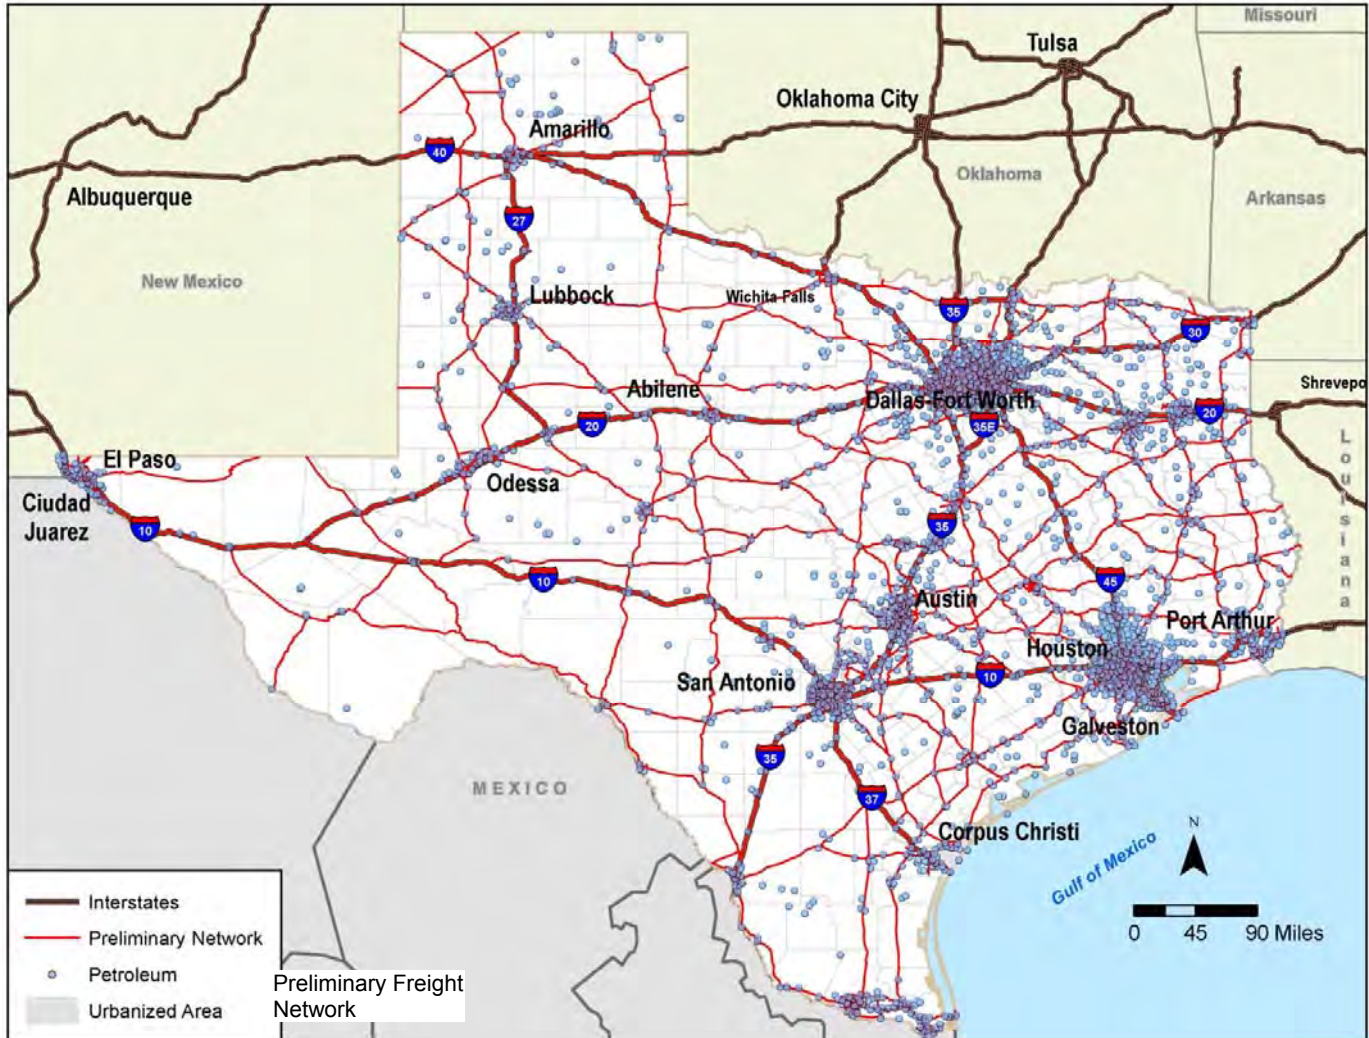 Missouri
Tulsa
Oklahoma City
Amarillo
40
Oklahoma
Albuquerque
Arkansas
27
New Mexico
Lubbock
Wichita Falls
35
30
Abilene
Shrevepo
Dallas-Fort Worth
20
20
35E
El Paso
Odessa
Louisiana
Ciudad
Juarez
10
35
10
45
Austin
Port Arthur
Houston
San Antonio
10
Galveston
35
MEXICO
37
Corpus Christi
N
Gulf of Mexico
0 45 90 Miles
Interstates
Preliminary Network
Petroleum
Urbanized Area
Preliminary Freight
Network